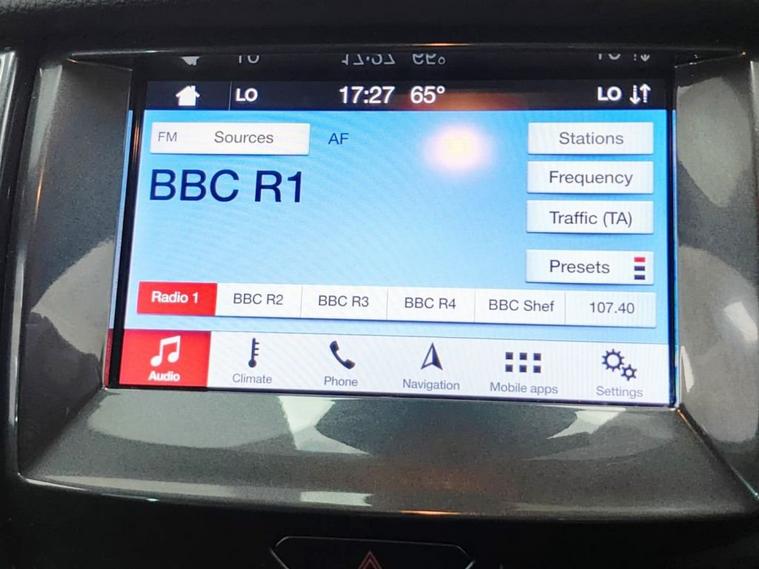 LO 17:27 65° LO
FM Sources AF Stations
BBC R1
Frequency
Traffic (TA)
Presets
Radio 1 BBC R2 BBC R3 BBC R4 BBC Shef 107.40
Audio Climate Phone Navigation Mobile apps Settings